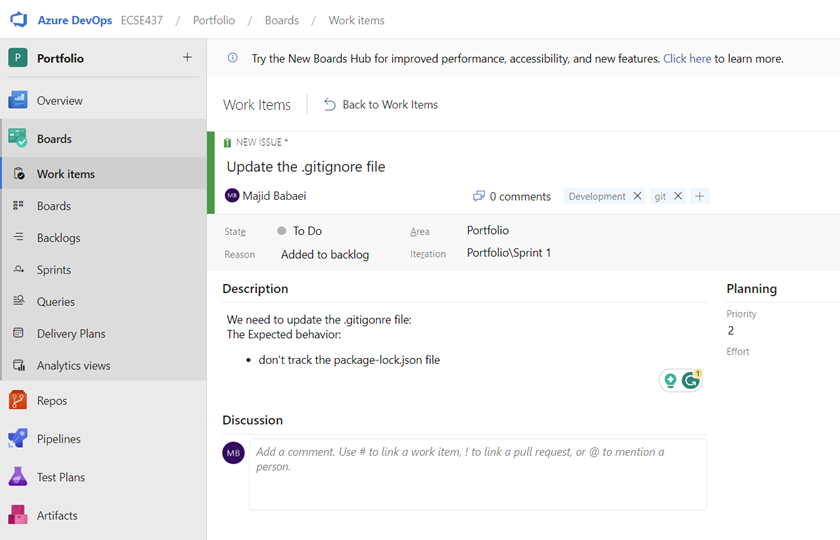 Azure DevOps ECSE437 / Portfolio / Boards / Work items
P Portfolio +
Overview
Boards
Work items
Boards
Backlogs
Sprints
Queries
Delivery Plans
Analytics views
Repos
Pipelines
Test Plans
Artifacts
Try the New Boards Hub for improved performance, accessibility, and new features. Click here to learn more.
Work Items Back to Work Items
NEW ISSUE *
Update the .gitignore file
MB Majid Babaei 0 comments Development git +
State To Do Area Portfolio
Reason Added to backlog Iteration Portfolio\Sprint 1
Description
We need to update the .gitigonre file:
The Expected behavior:
• don't track the package-lock.json file
1
Planning
Priority
2
Effort
Discussion
MB Add a comment. Use # to link a work item, ! to link a pull request, or @ to mention a
person.